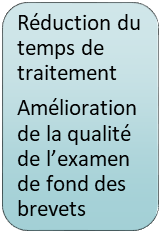 Réduction du
temps de
traitement
Amélioration
de la qualité
de l’examen
de fond des
brevets